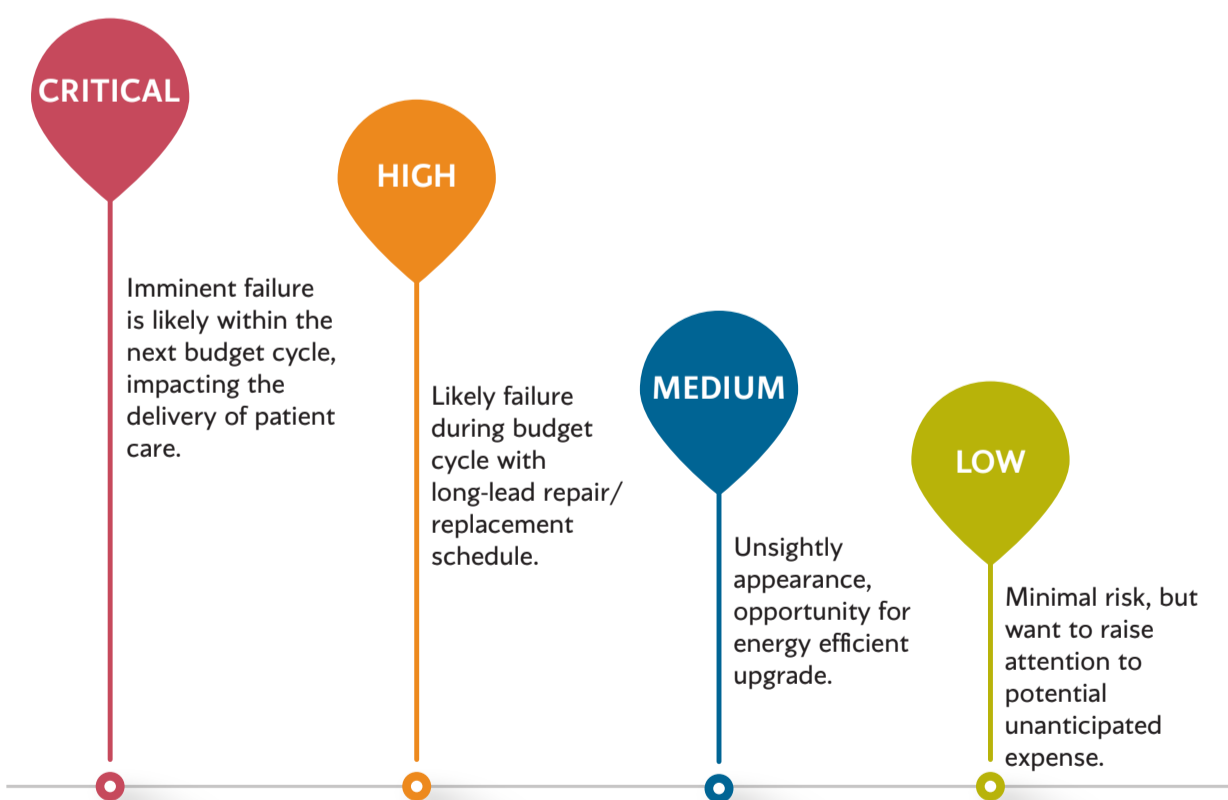 CRITICAL
Imminent failure
is likely within the
next budget cycle,
impacting the
delivery of patient
care.
HIGH
Likely failure
during budget
cycle with
long-lead repair/
replacement
schedule.
MEDIUM
Unsightly
appearance,
opportunity for
energy efficient
upgrade.
LOW
Minimal risk, but
want to raise
attention to
potential
unanticipated
expense.